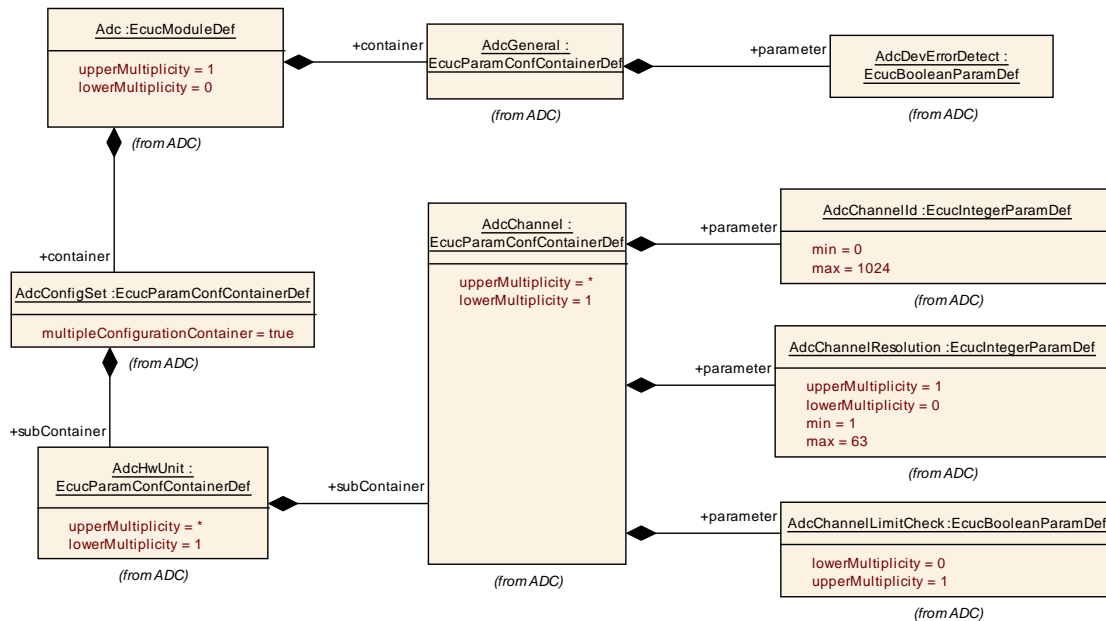 Adc :EcucModuleDef
upperMultiplicity = 1
lowerMultiplicity = 0
(from ADC)
+container
AdcGeneral :
EcucParamConfContainerDef
(from ADC)
+parameter
AdcDevErrorDetect :
EcucBooleanParamDef
(from ADC)
+container
AdcConfigSet :EcucParamConfContainerDef
multipleConfigurationContainer = true
(from ADC)
+subContainer
AdcHwUnit :
EcucParamConfContainerDef
upperMultiplicity = *
lowerMultiplicity = 1
(from ADC)
+subContainer
AdcChannel :
EcucParamConfContainerDef
upperMultiplicity = *
lowerMultiplicity = 1
(from ADC)
+parameter
AdcChannelId :EcucIntegerParamDef
min = 0
max = 1024
(from ADC)
+parameter
AdcChannelResolution :EcucIntegerParamDef
upperMultiplicity = 1
lowerMultiplicity = 0
min = 1
max = 63
(from ADC)
+parameter
AdcChannelLimitCheck :EcucBooleanParamDef
lowerMultiplicity = 0
upperMultiplicity = 1
(from ADC)